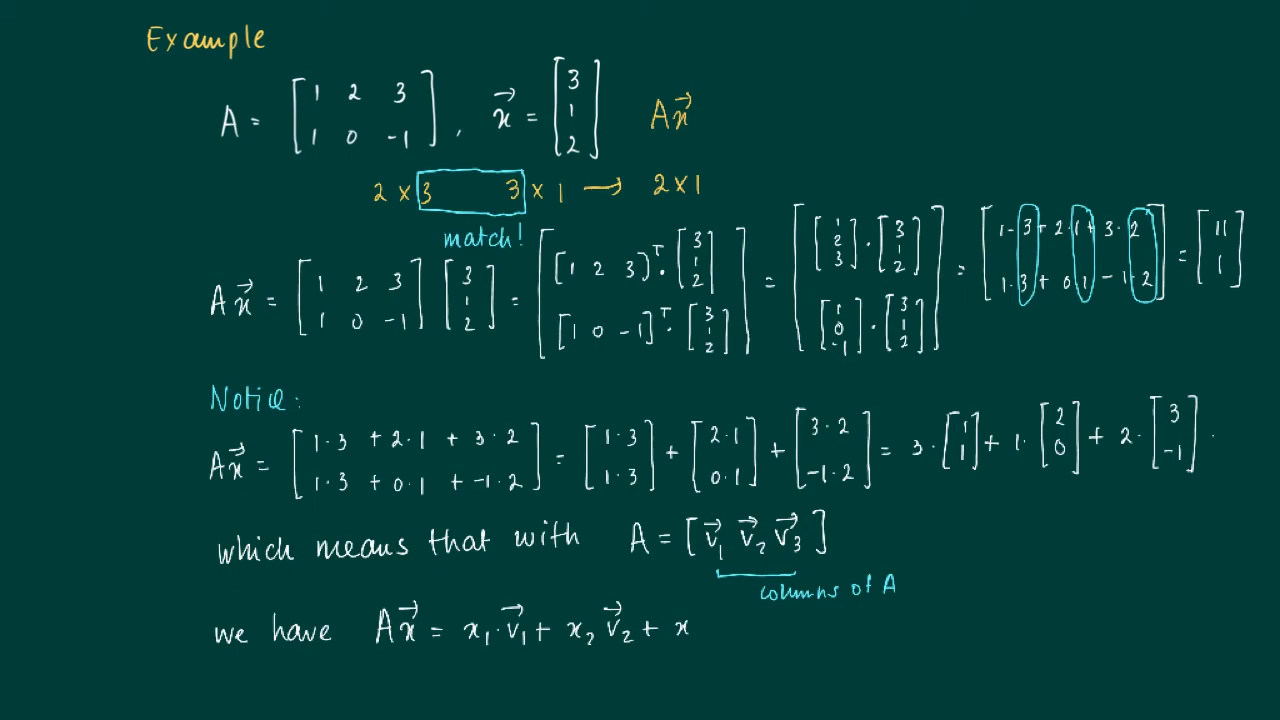 Example
A = [1 2 3; 1 0 -1], x⃗ = [3; 1; 2] Ax⃗
2 × 3 3 × 1 → 2×1
match!
Ax⃗ = [1 2 3; 1 0 -1] [3; 1; 2] = [[1 2 3]ᵀ· [3; 1; 2]; [1 0 -1]ᵀ· [3; 1; 2]] = [[1; 2; 3]·[3; 1; 2]; [1; 0; -1]·[3; 1; 2]] = [1·3 + 2·1 + 3·2; 1·3 + 0·1 - 1·2] = [11; 1]
Notice:
Ax⃗ = [1·3 + 2·1 + 3·2; 1·3 + 0·1 + -1·2] = [1·3; 1·3] + [2·1; 0·1] + [3·2; -1·2] = 3·[1; 1] + 1·[2; 0] + 2·[3; -1].
which means that with A = [v⃗₁ v⃗₂ v⃗₃]
columns of A
we have Ax⃗ = x₁·v⃗₁ + x₂ v⃗₂ + x